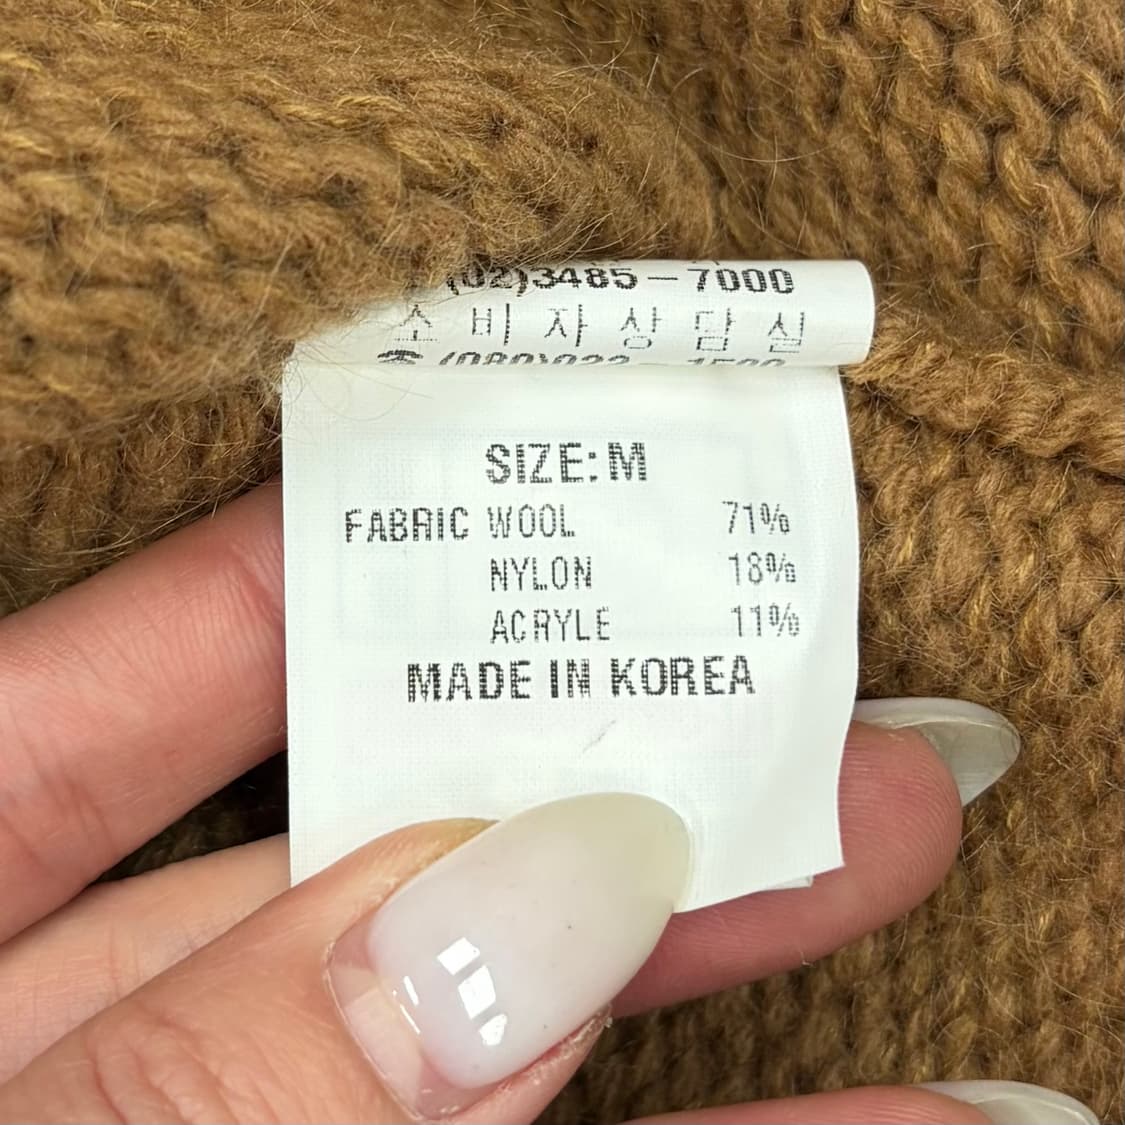 (02)3485-7000
소비자상담실
SIZE:M
FABRIC WOOL 71%
NYLON 18%
ACRYLE 11%
MADE IN KOREA